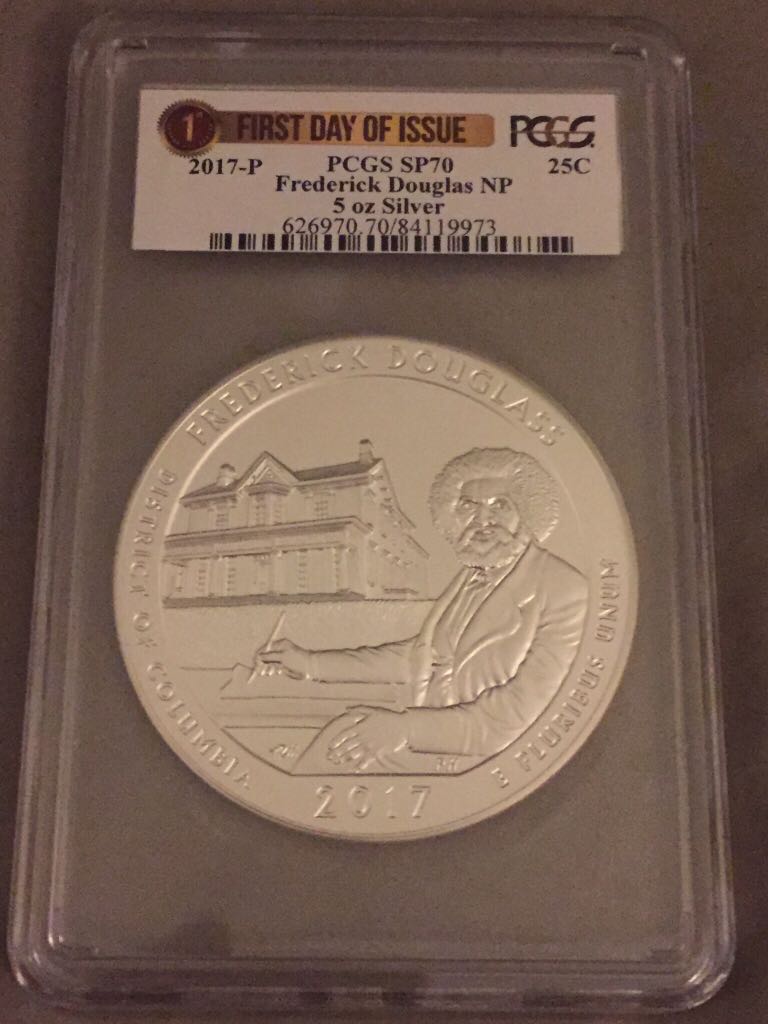 1 FIRST DAY OF ISSUE PCGS
2017-P PCGS SP70 25C
Frederick Douglas NP
5 oz Silver
626970.70/84119973
FREDERICK DOUGLASS
DISTRICT OF COLUMBIA
E PLURIBUS UNUM
2017